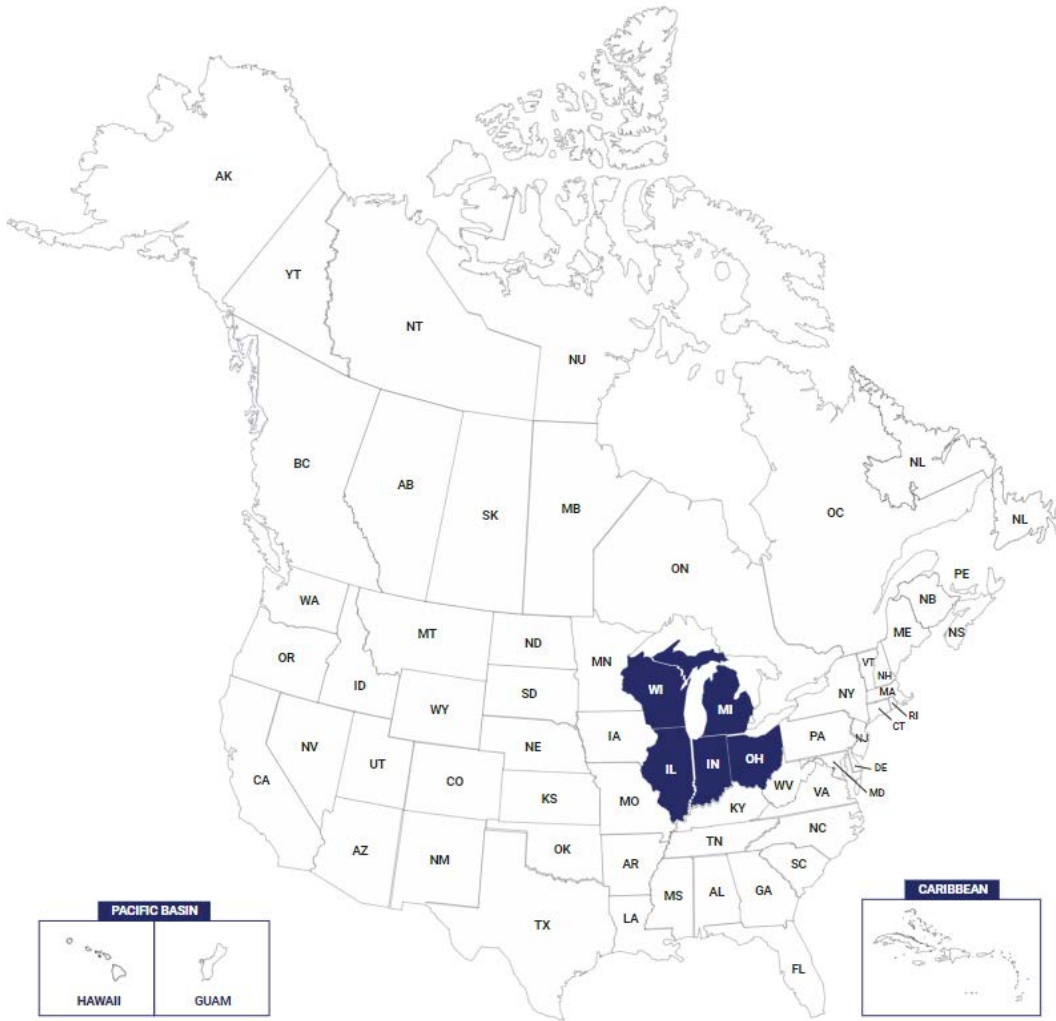 AK
YT
NT
NU
BC
AB
SK
MB
ON
OC
NL
NL
PE
NB
NS
ME
WA
MT
ND
MN
OR
ID
WY
SD
WI
MI
VT
NH
NY
MA
RI
CT
NV
UT
CO
NE
IA
IL
IN
OH
PA
NJ
CA
KS
MO
KY
WV
VA
DE
MD
AZ
NM
OK
AR
TN
NC
SC
TX
LA
MS
AL
GA
FL
PACIFIC BASIN
HAWAII
GUAM
CARIBBEAN